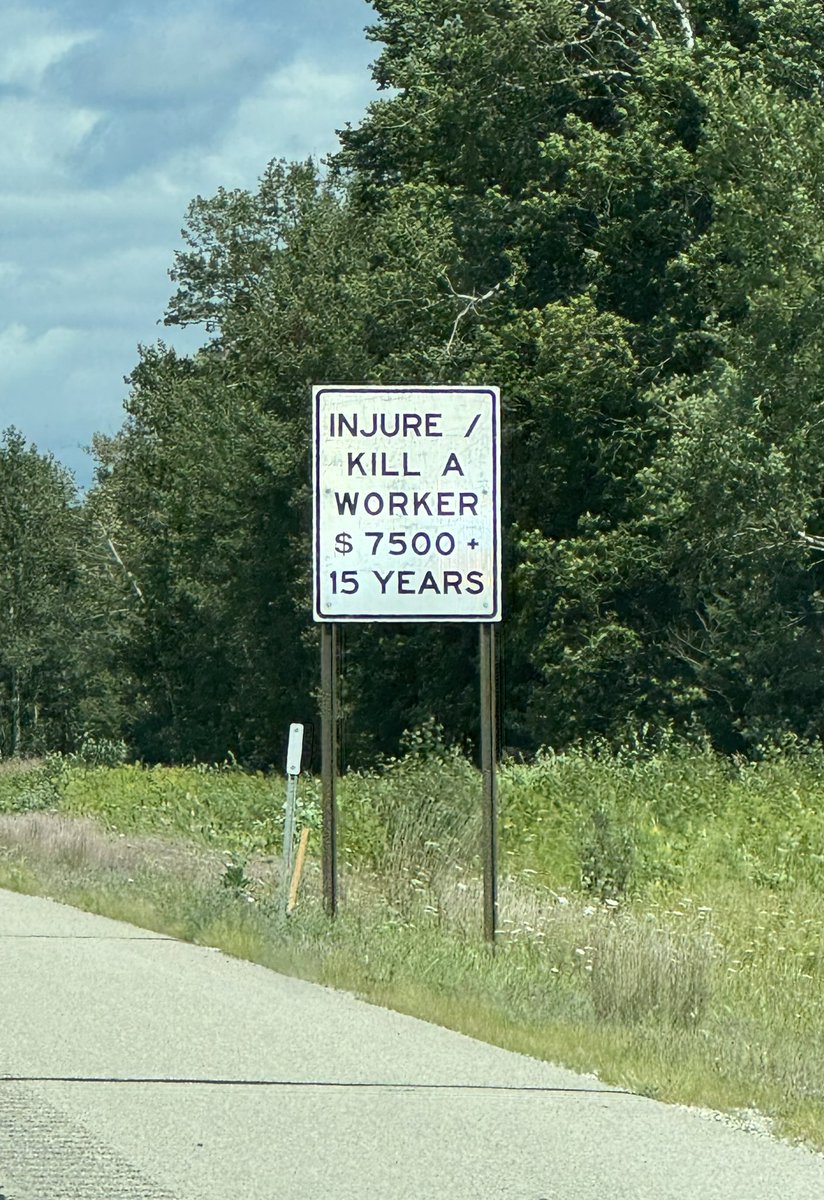 INJURE /
KILL A
WORKER
$ 7500 +
15 YEARS